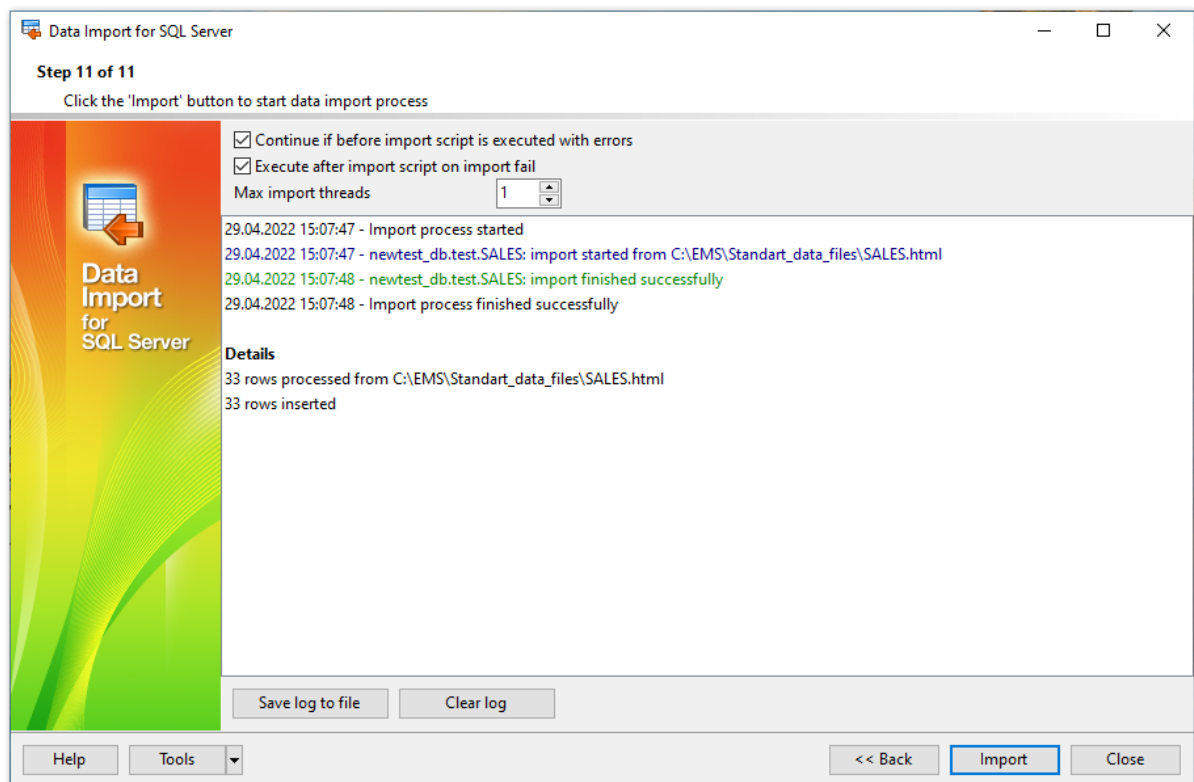 Data Import for SQL Server
Step 11 of 11
Click the 'Import' button to start data import process
Data
Import
for
SQL Server
Continue if before import script is executed with errors
Execute after import script on import fail
Max import threads 1
29.04.2022 15:07:47 - Import process started
29.04.2022 15:07:47 - newtest_db.test.SALES: import started from C:\EMS\Standart_data_files\SALES.html
29.04.2022 15:07:48 - newtest_db.test.SALES: import finished successfully
29.04.2022 15:07:48 - Import process finished successfully
Details
33 rows processed from C:\EMS\Standart_data_files\SALES.html
33 rows inserted
Save log to file Clear log
Help Tools << Back Import Close